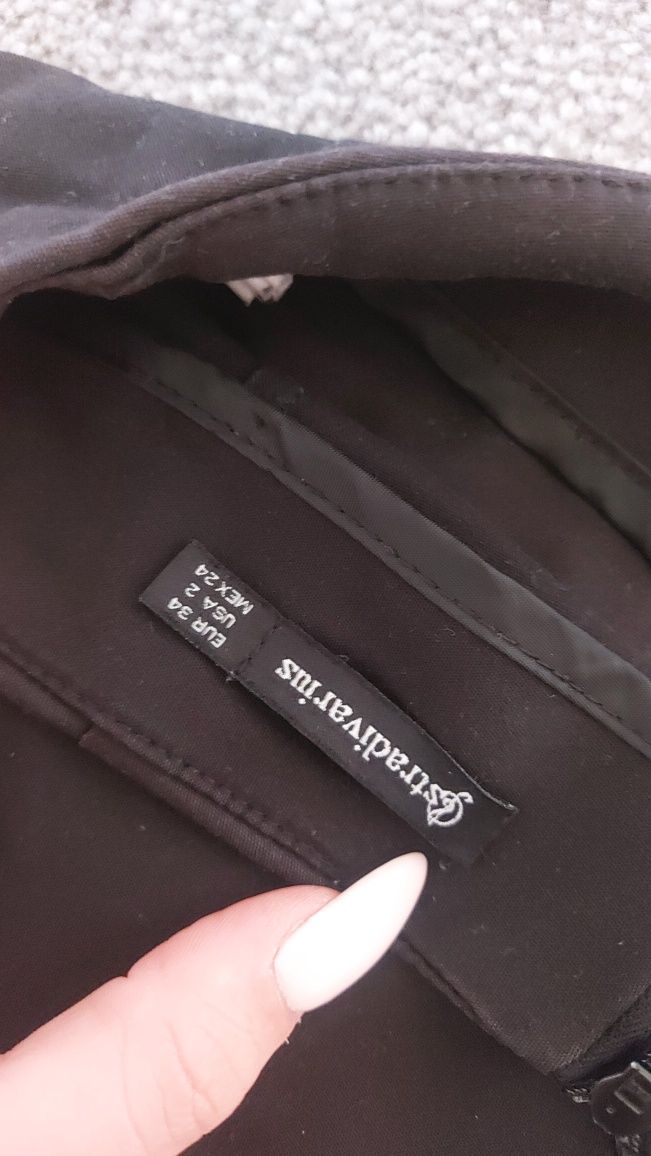 stradivarius
EUR 34
USA 2
MEX 24